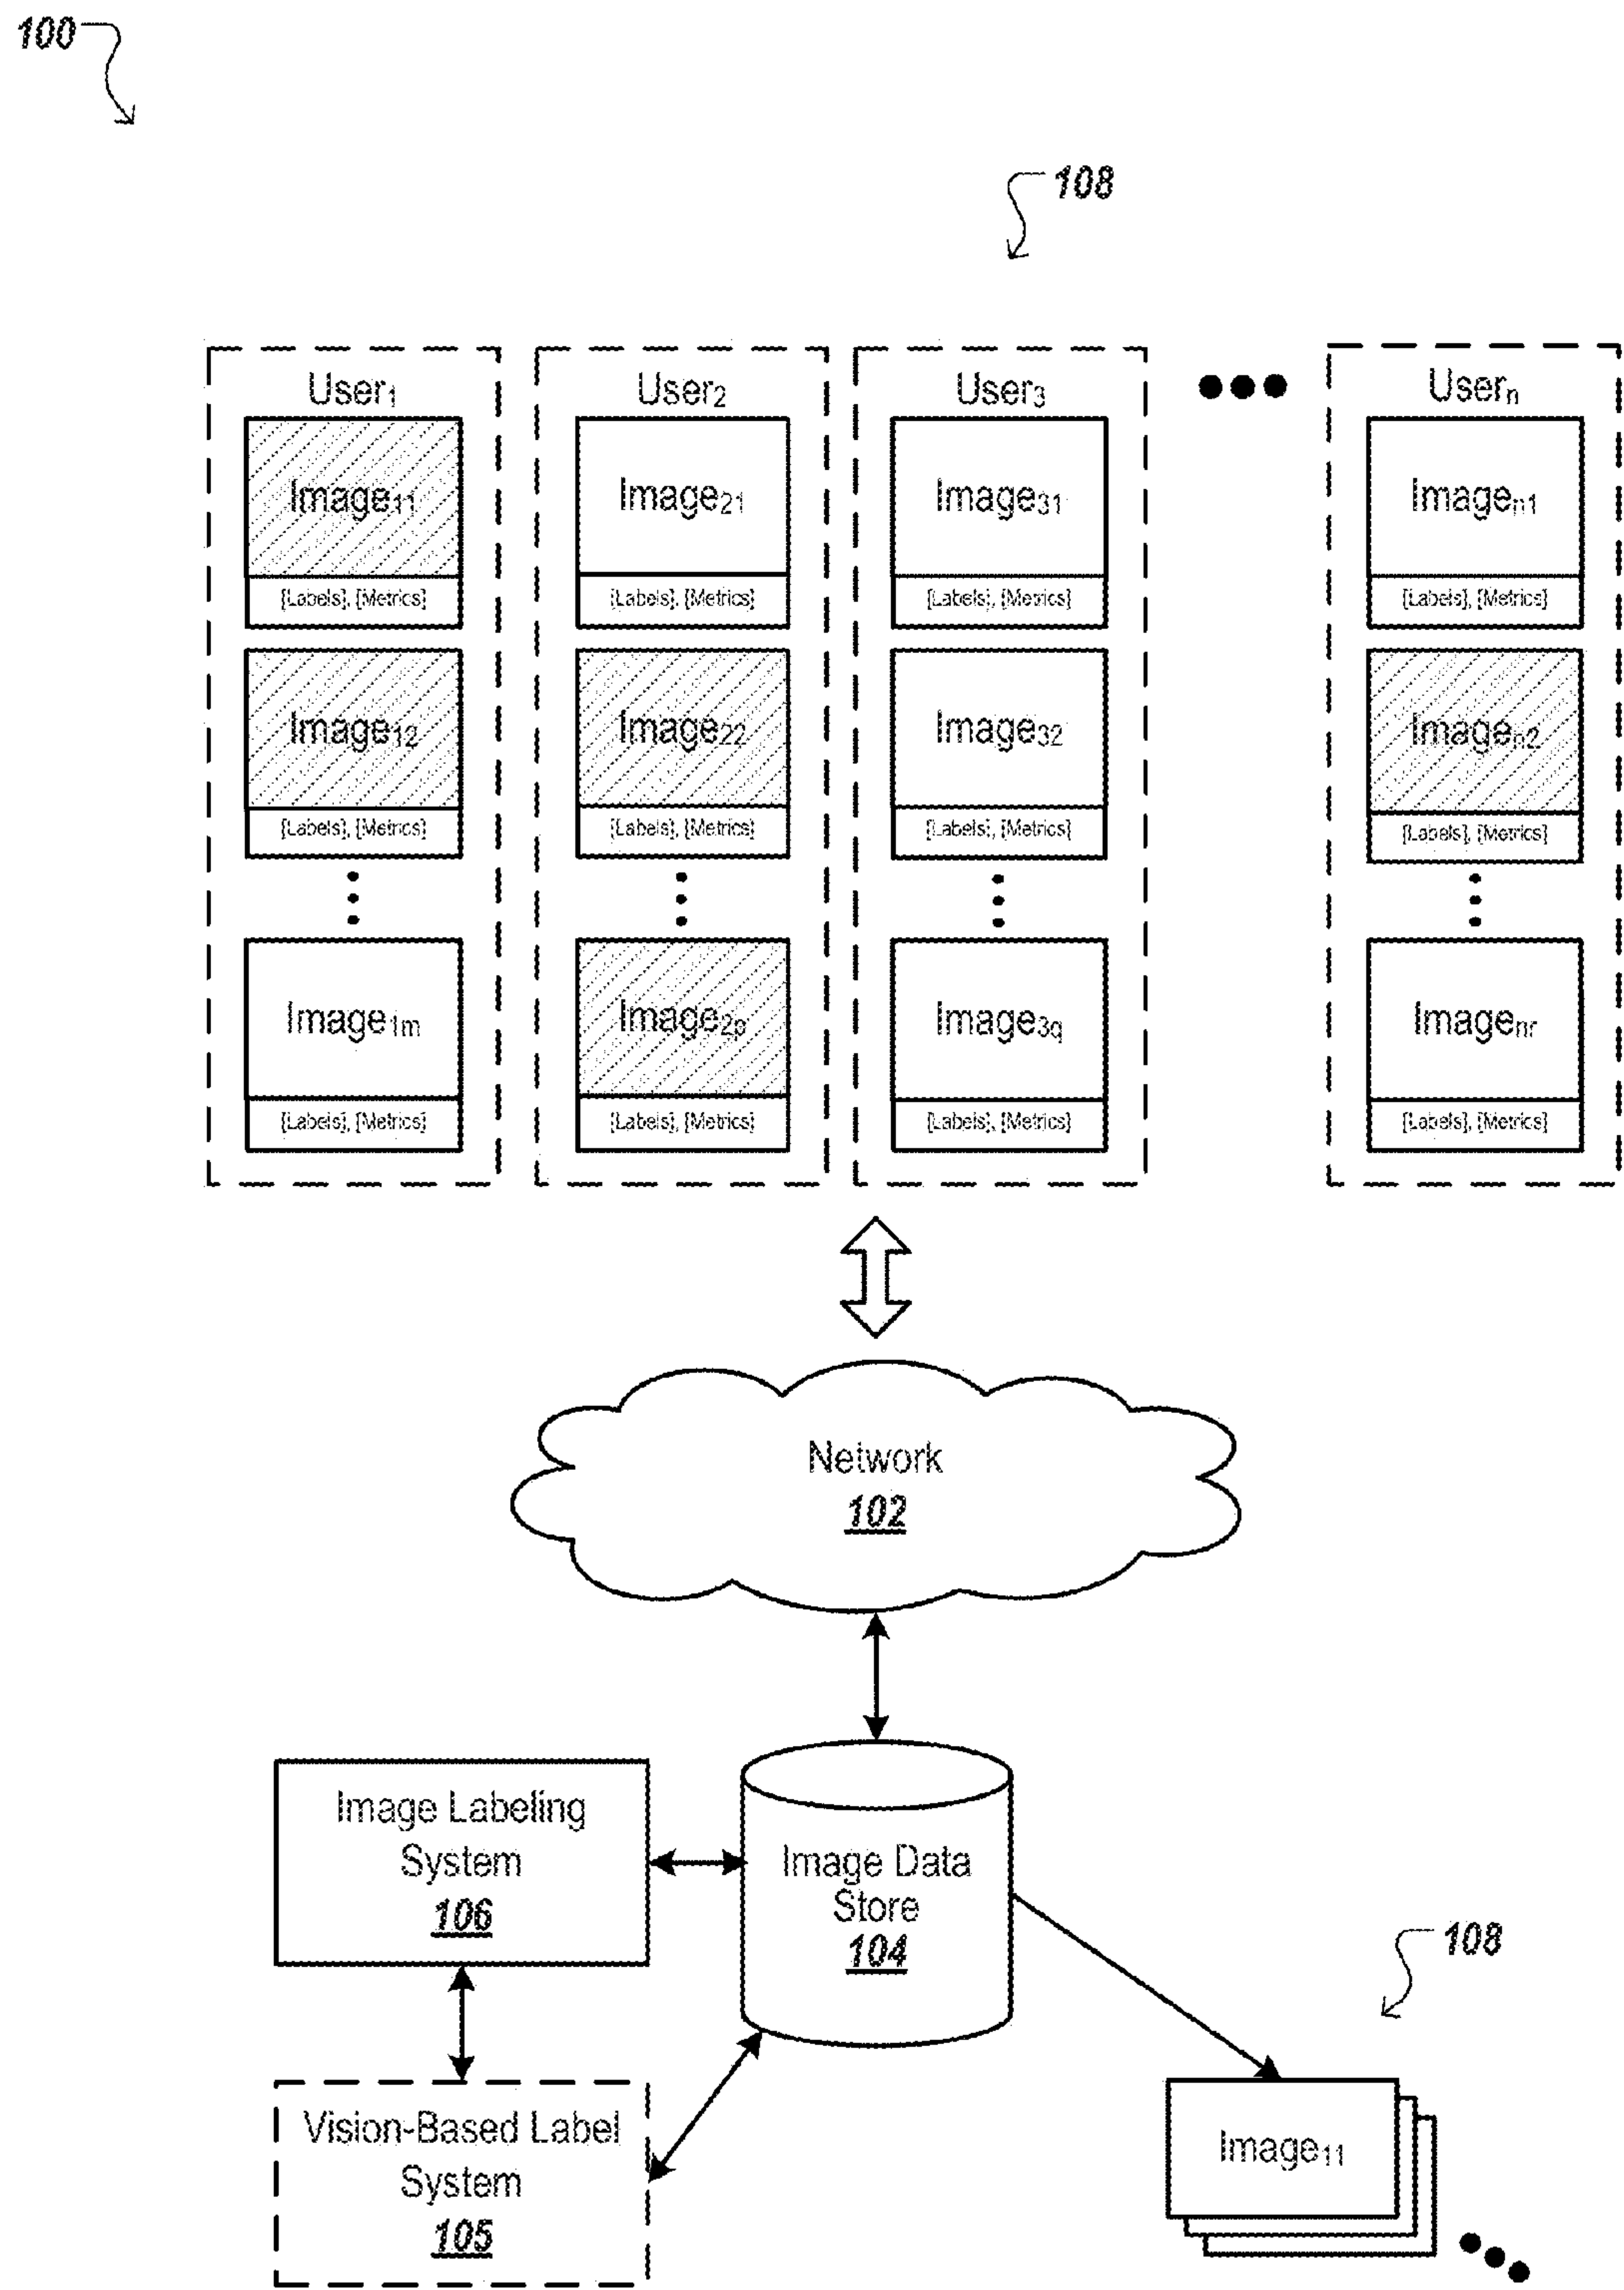 100
108
User₁
User₂
User₃
Userₙ
Image₁₁
Image₂₁
Image₃₁
Imageₙ₁
{Labels}, {Metrics}
{Labels}, {Metrics}
{Labels}, {Metrics}
{Labels}, {Metrics}
Image₁₂
Image₂₂
Image₃₂
Imageₙ₂
{Labels}, {Metrics}
{Labels}, {Metrics}
{Labels}, {Metrics}
{Labels}, {Metrics}
Image1m
Image2p
Image3q
Imagenr
{Labels}, {Metrics}
{Labels}, {Metrics}
{Labels}, {Metrics}
{Labels}, {Metrics}
Network
102
Image Labeling
System
106
Image Data
Store
104
108
Vision-Based Label
System
105
Image₁₁